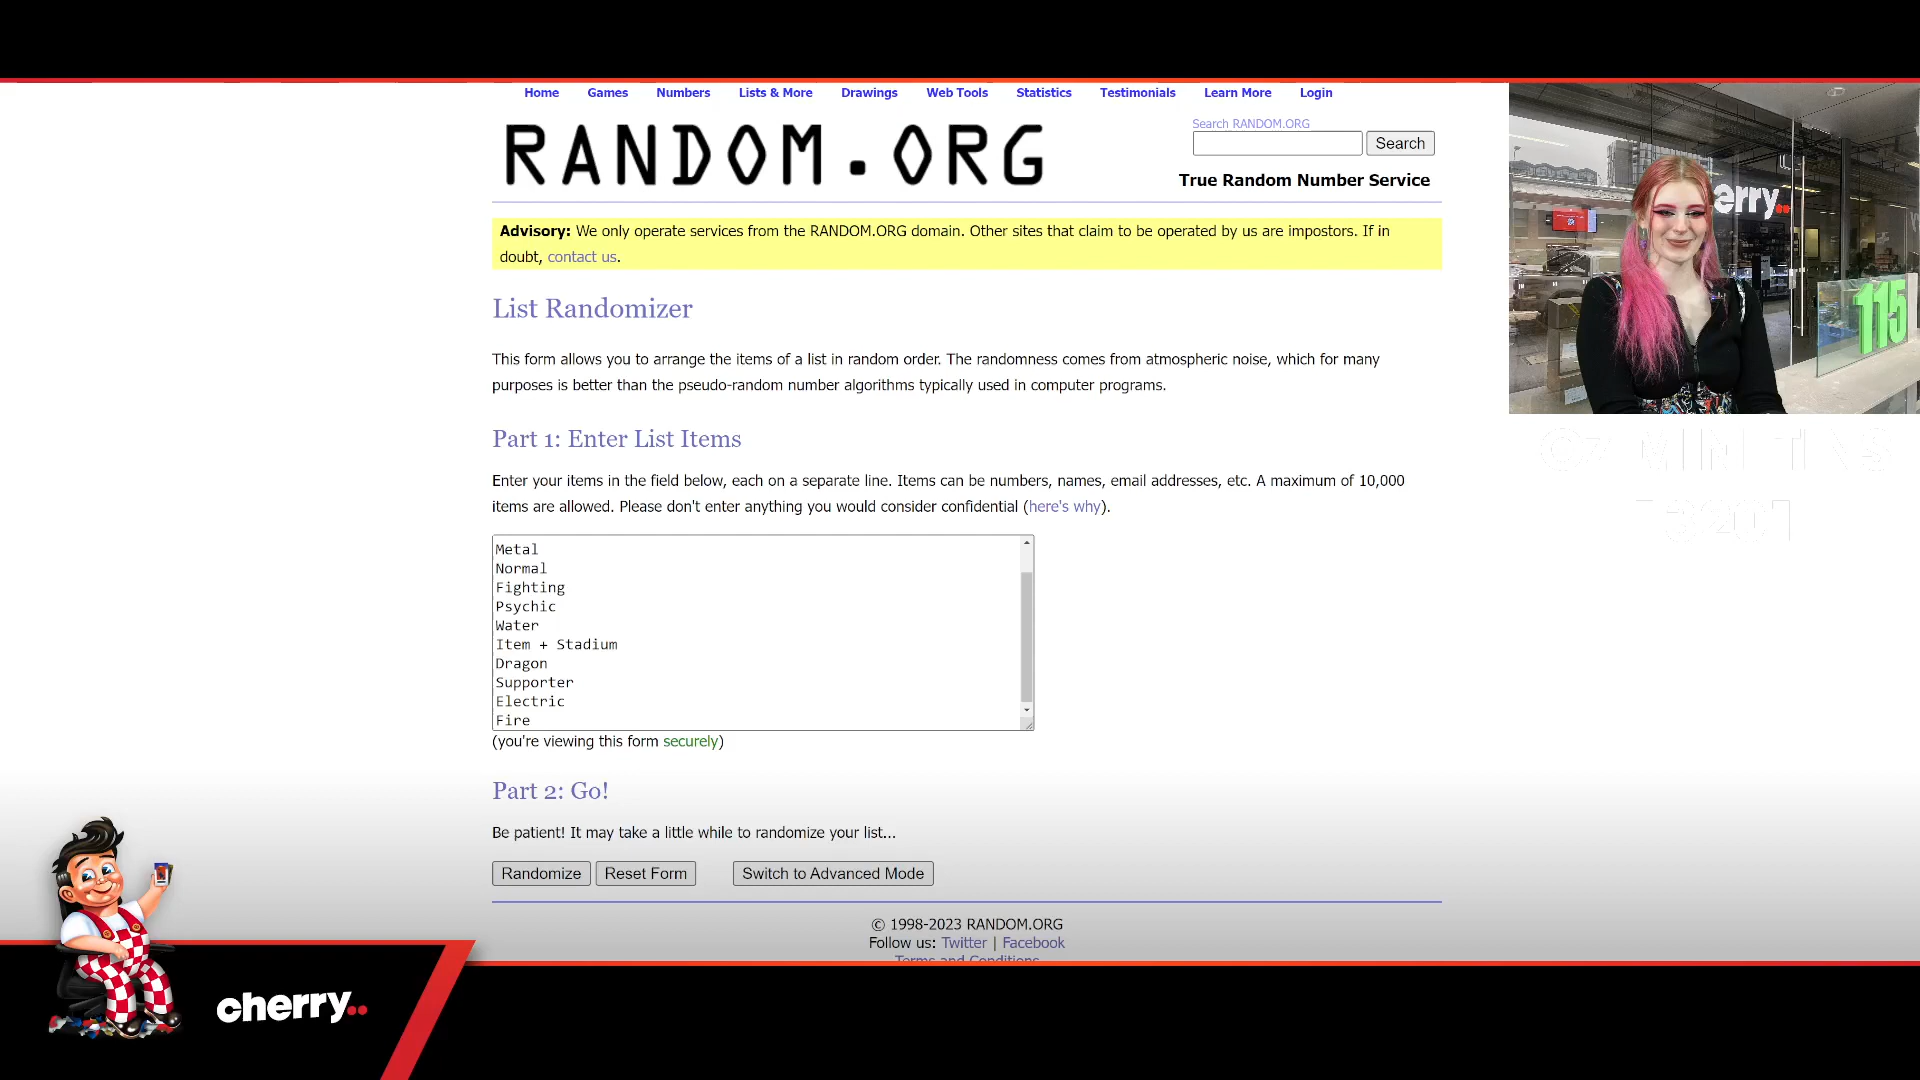 Home Games Numbers Lists & More Drawings Web Tools Statistics Testimonials Learn More Login
RANDOM.ORG
Search RANDOM.ORG
Search
True Random Number Service
Advisory: We only operate services from the RANDOM.ORG domain. Other sites that claim to be operated by us are impostors. If in
doubt, contact us.
List Randomizer
This form allows you to arrange the items of a list in random order. The randomness comes from atmospheric noise, which for many
purposes is better than the pseudo-random number algorithms typically used in computer programs.
Part 1: Enter List Items
Enter your items in the field below, each on a separate line. Items can be numbers, names, email addresses, etc. A maximum of 10,000
items are allowed. Please don't enter anything you would consider confidential (here's why).
Metal
Normal
Fighting
Psychic
Water
Item + Stadium
Dragon
Supporter
Electric
Fire
(you're viewing this form securely)
Part 2: Go!
Be patient! It may take a little while to randomize your list...
Randomize Reset Form Switch to Advanced Mode
© 1998-2023 RANDOM.ORG
Follow us: Twitter | Facebook
Terms and Conditions
erry..
115
MINI TINS
cherry..